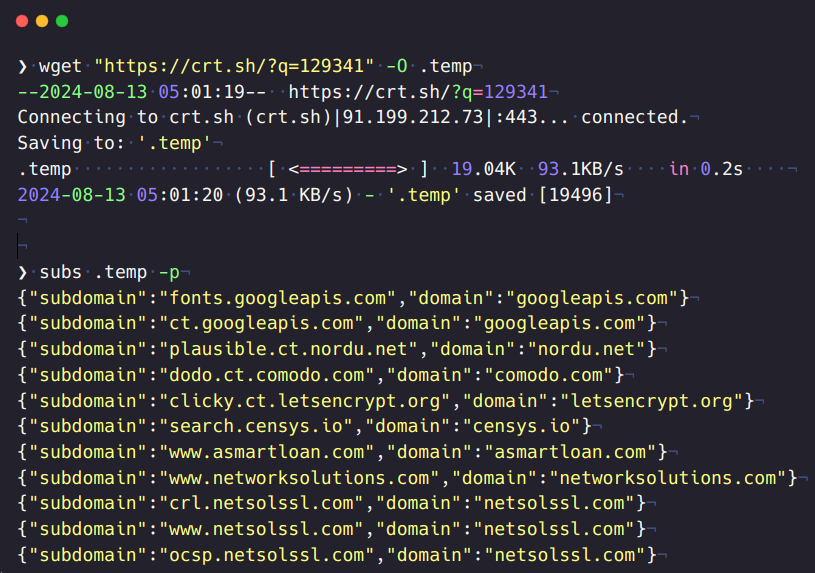 ❯ wget "https://crt.sh/?q=129341" -O .temp¬
--2024-08-13 05:01:19-- https://crt.sh/?q=129341¬
Connecting to crt.sh (crt.sh)|91.199.212.73|:443... connected.¬
Saving to: '.temp'¬
.temp·················· [ <=========> ] 19.04K 93.1KB/s ···in 0.2s····¬
2024-08-13 05:01:20 (93.1 KB/s) - '.temp' saved [19496]¬
¬
¬
❯ subs .temp -p¬
{"subdomain":"fonts.googleapis.com","domain":"googleapis.com"}¬
{"subdomain":"ct.googleapis.com","domain":"googleapis.com"}¬
{"subdomain":"plausible.ct.nordu.net","domain":"nordu.net"}¬
{"subdomain":"dodo.ct.comodo.com","domain":"comodo.com"}¬
{"subdomain":"clicky.ct.letsencrypt.org","domain":"letsencrypt.org"}¬
{"subdomain":"search.censys.io","domain":"censys.io"}¬
{"subdomain":"www.asmartloan.com","domain":"asmartloan.com"}¬
{"subdomain":"www.networksolutions.com","domain":"networksolutions.com"}¬
{"subdomain":"crl.netsolssl.com","domain":"netsolssl.com"}¬
{"subdomain":"www.netsolssl.com","domain":"netsolssl.com"}¬
{"subdomain":"ocsp.netsolssl.com","domain":"netsolssl.com"}¬